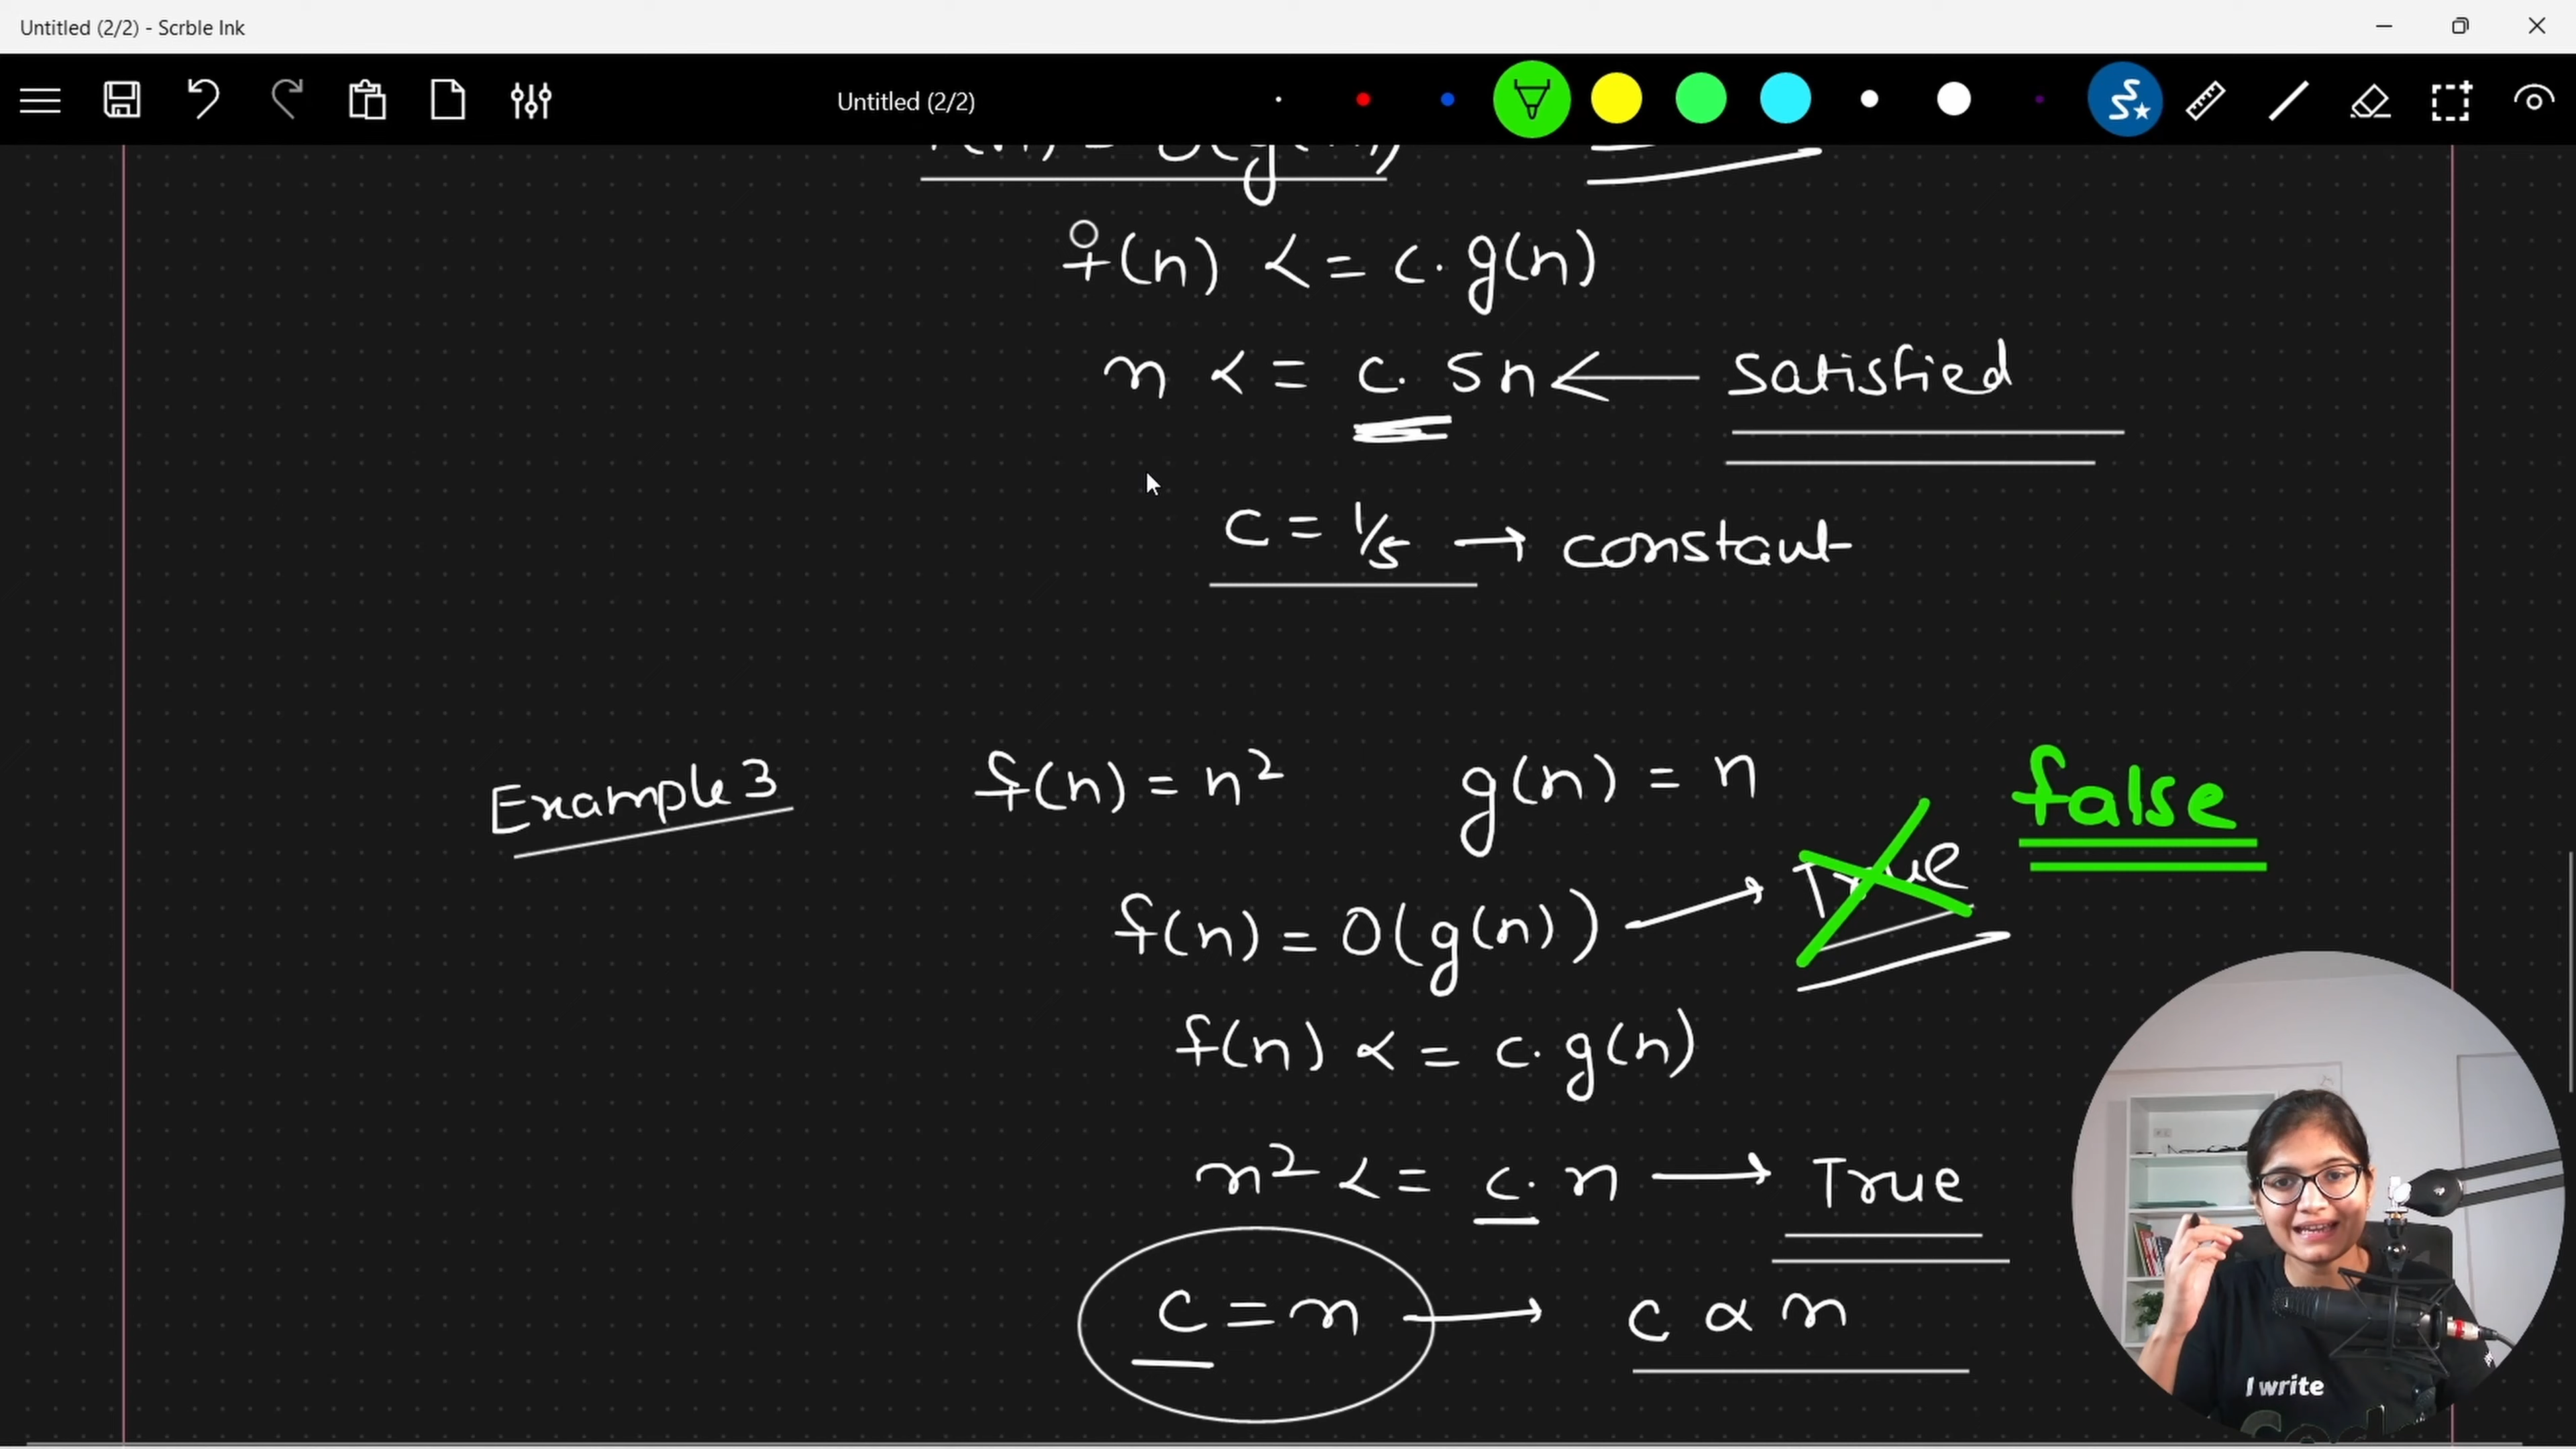 Untitled (2/2) - Scrble Ink
Untitled (2/2)
f(n) <= c. g(n)
n <= c. 5n ← satisfied
c = 1/5 → constant
Example 3 f(n) = n² g(n) = n false
f(n) = O(g(n)) → True
f(n) <= c. g(n)
n² <= c. n → True
c = n → c ∝ n
I write